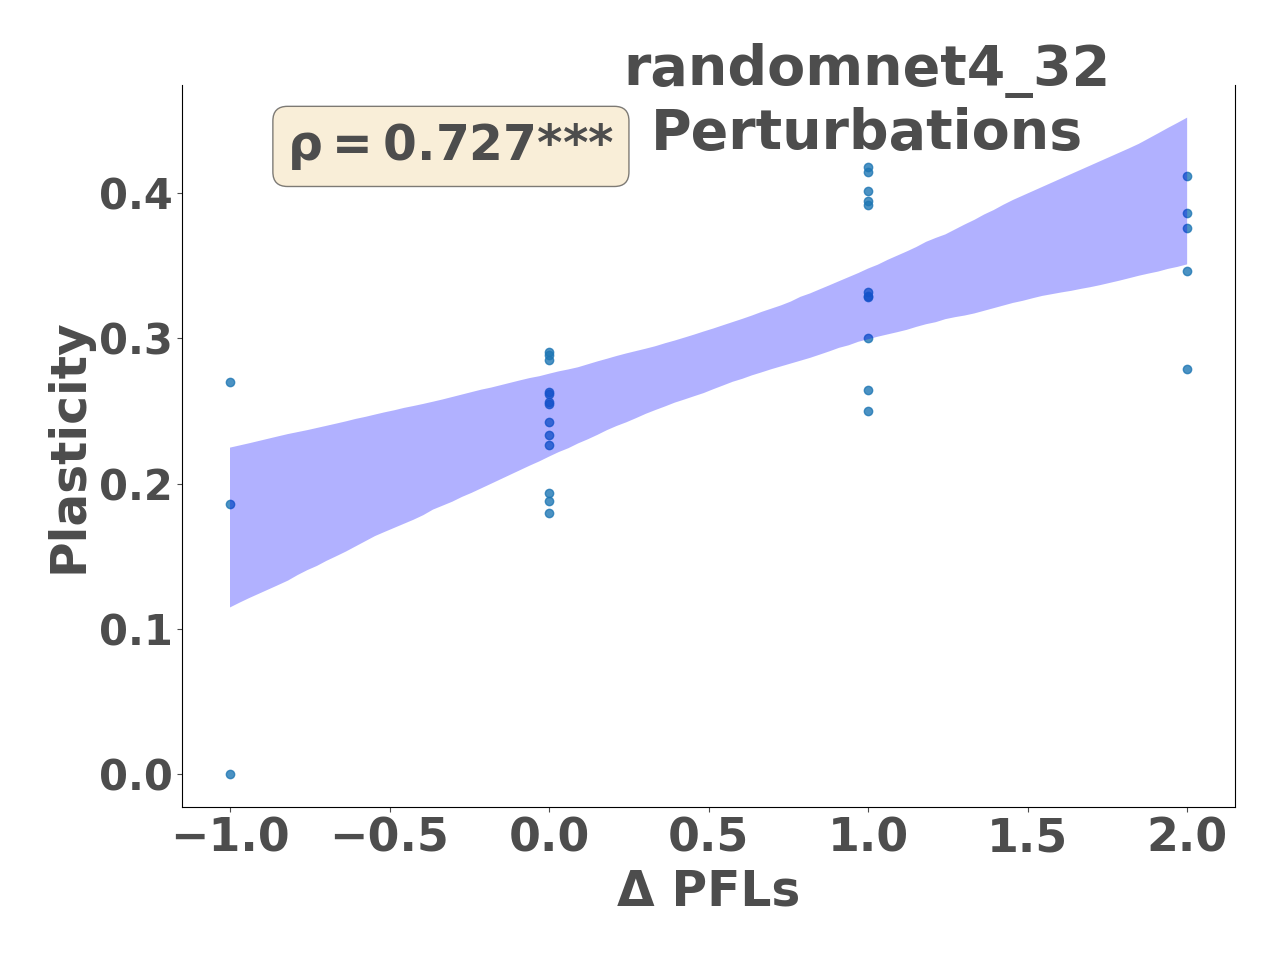 randomnet4_32
Perturbations
ρ = 0.727***
Plasticity
0.4
0.3
0.2
0.1
0.0
−1.0 −0.5 0.0 0.5 1.0 1.5 2.0
Δ PFLs